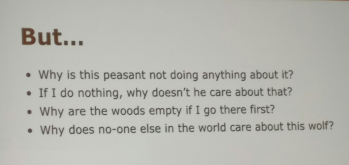 But...
• Why is this peasant not doing anything about it?
• If I do nothing, why doesn't he care about that?
• Why are the woods empty if I go there first?
• Why does no-one else in the world care about this wolf?